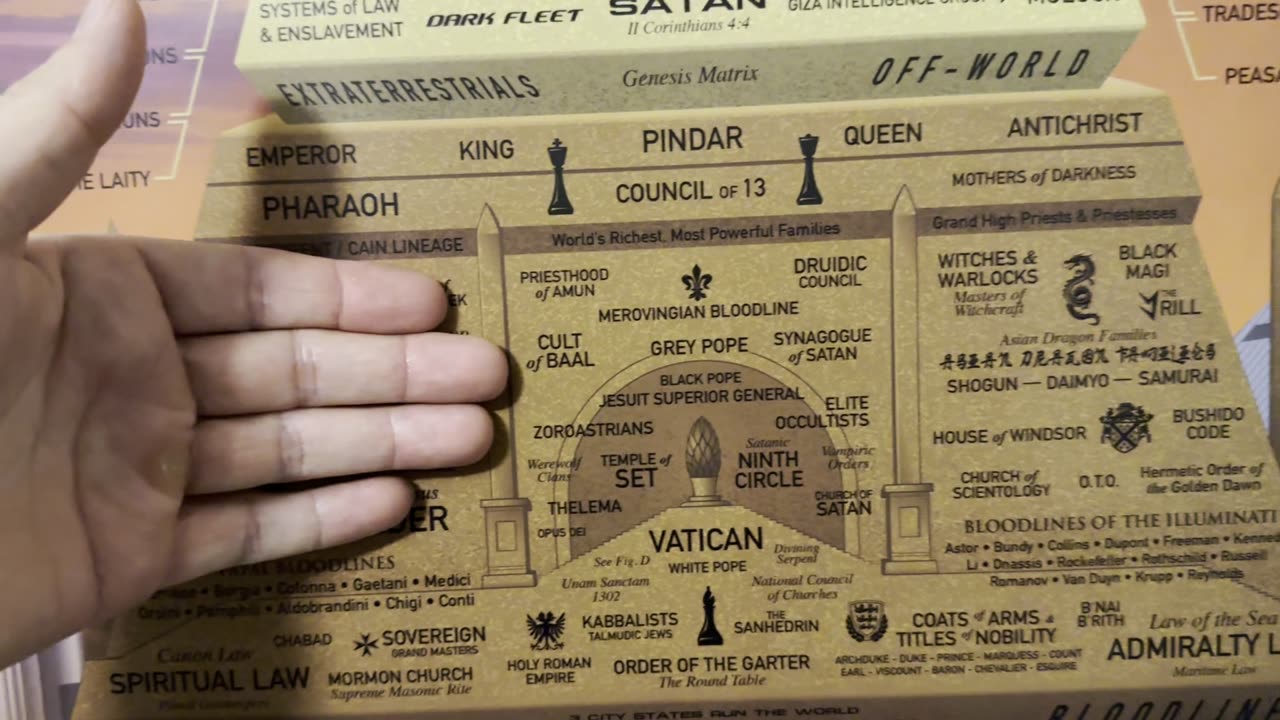 SYSTEMS of LAW
& ENSLAVEMENT
DARK FLEET
SATAN
II Corinthians 4:4
GIZA INTELLIGENCE GROUP
TRADES
PEASA
EXTRATERRESTRIALS
Genesis Matrix
OFF-WORLD
E LAITY
EMPEROR
KING
PINDAR
QUEEN
ANTICHRIST
PHARAOH
COUNCIL OF 13
MOTHERS of DARKNESS
ENT / CAIN LINEAGE
World's Richest, Most Powerful Families
Grand High Priests & Priestesses
PRIESTHOOD
of AMUN
DRUIDIC
COUNCIL
MEROVINGIAN BLOODLINE
WITCHES &
WARLOCKS
Masters of
Witchcraft
BLACK
MAGI
THE
VRILL
CULT
of BAAL
GREY POPE
SYNAGOGUE
of SATAN
Asian Dragon Families
SHOGUN — DAIMYO — SAMURAI
BLACK POPE
JESUIT SUPERIOR GENERAL
ELITE
OCCULTISTS
ZOROASTRIANS
HOUSE of WINDSOR
BUSHIDO
CODE
Werewolf
Clans
TEMPLE of
SET
Satanic
NINTH
CIRCLE
Vampiric
Orders
CHURCH of
SCIENTOLOGY
O.T.O.
Hermetic Order of
the Golden Dawn
THELEMA
CHURCH OF
SATAN
OPUS DEI
VATICAN
WHITE POPE
See Fig. D
Divining
Serpent
BLOODLINES OF THE ILLUMINATI
Astor • Bundy • Collins • Dupont • Freeman • Kenned
Li • Onassis • Rockefeller • Rothschild • Russell
Romanov • Van Duyn • Krupp • Reynolds
PAPAL BLOODLINES
Borgia • Colonna • Gaetani • Medici
Orsini • Pamphili • Aldobrandini • Chigi • Conti
Unam Sanctam
1302
National Council
of Churches
CHABAD
SOVEREIGN
GRAND MASTERS
KABBALISTS
TALMUDIC JEWS
THE
SANHEDRIN
COATS of ARMS &
TITLES of NOBILITY
ARCHDUKE - DUKE - PRINCE - MARQUESS - COUNT
EARL - VISCOUNT - BARON - CHEVALIER - ESQUIRE
B'NAI
B'RITH
Law of the Sea
ADMIRALTY L
Maritime Law
Canon Law
SPIRITUAL LAW
MORMON CHURCH
Supreme Masonic Rite
HOLY ROMAN
EMPIRE
ORDER OF THE GARTER
The Round Table
3 CITY STATES RUN THE WORLD
BLOODLINE